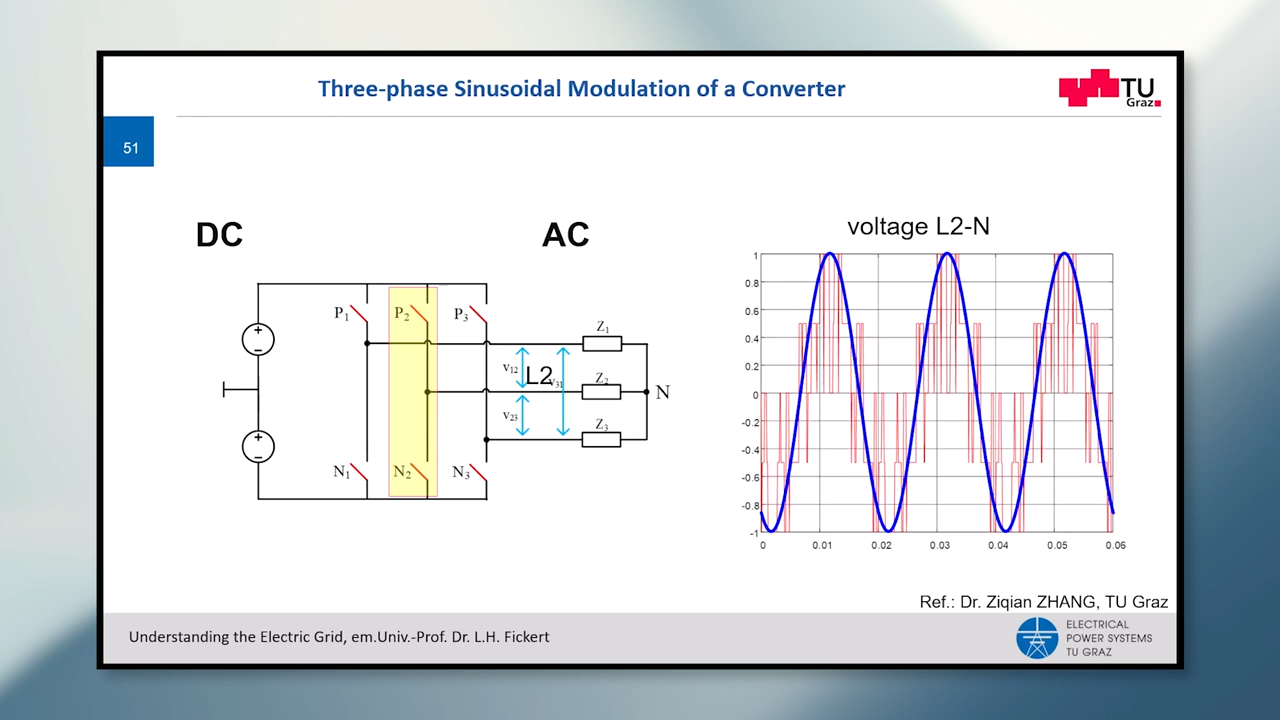 Three-phase Sinusoidal Modulation of a Converter
TU
Graz
51
DC
AC
voltage L2-N
P1
P2
P3
Z1
v12
L2
v31
Z2
N
v23
Z3
N1
N2
N3
+
−
+
−
1
0.8
0.6
0.4
0.2
0
-0.2
-0.4
-0.6
-0.8
-1
0
0.01
0.02
0.03
0.04
0.05
0.06
Ref.: Dr. Ziqian ZHANG, TU Graz
Understanding the Electric Grid, em.Univ.-Prof. Dr. L.H. Fickert
ELECTRICAL
POWER SYSTEMS
TU GRAZ